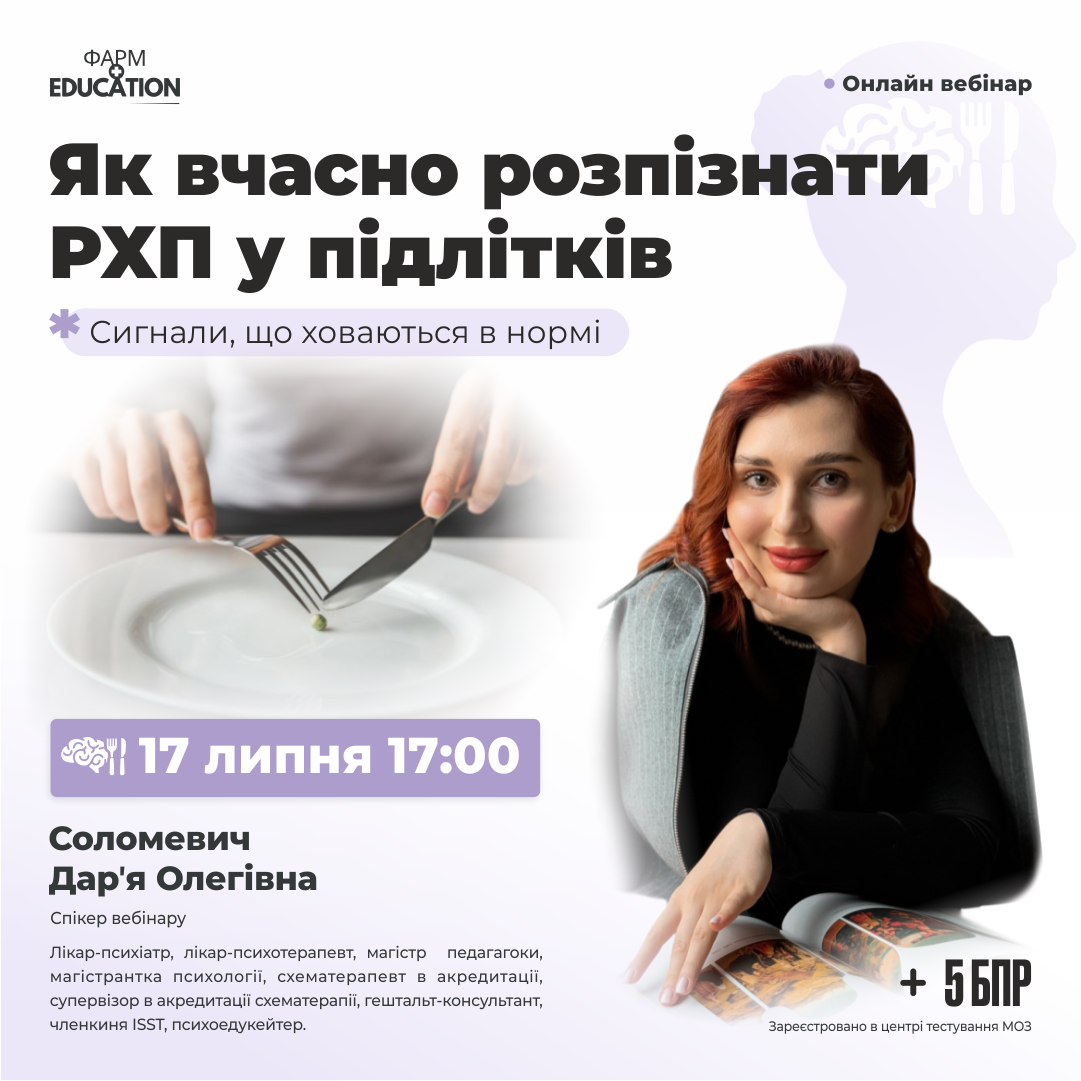 ФАРМ
EDUCATION
Онлайн вебінар
Як вчасно розпізнати
РХП у підлітків
* Сигнали, що ховаються в нормі
17 липня 17:00
Соломевич
Дар'я Олегівна
Спікер вебінару
Лікар-психіатр, лікар-психотерапевт, магістр педагагоки,
магістрантка психології, схематерапевт в акредитації,
супервізор в акредитації схематерапії, гештальт-консультант,
членкиня ISST, психоедукейтер.
+ 5 БПР
Зареєстровано в центрі тестування МОЗ